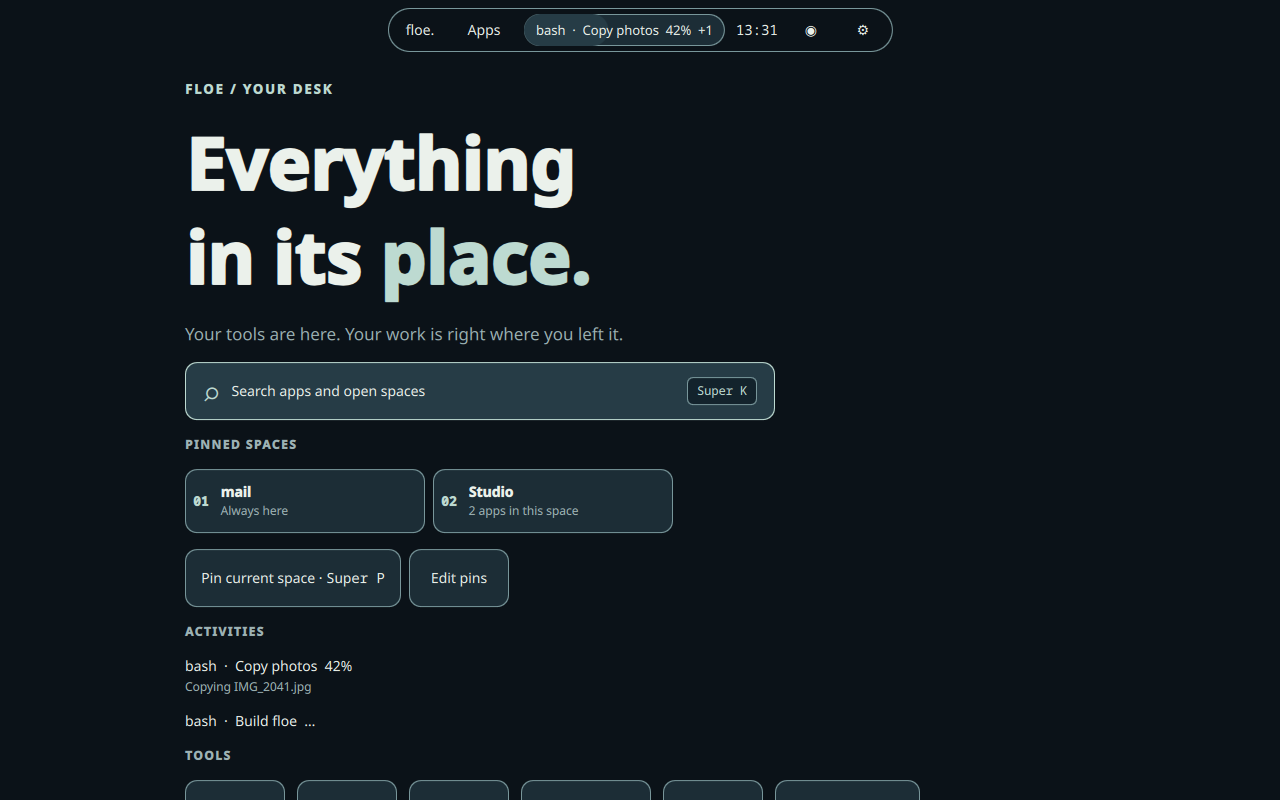 floe.
Apps
bash · Copy photos 42% +1
13:31
FLOE / YOUR DESK
Everything
in its place.
Your tools are here. Your work is right where you left it.
Search apps and open spaces
Super K
PINNED SPACES
01
mail
Always here
02
Studio
2 apps in this space
Pin current space · Super P
Edit pins
ACTIVITIES
bash · Copy photos 42%
Copying IMG_2041.jpg
bash · Build floe …
TOOLS